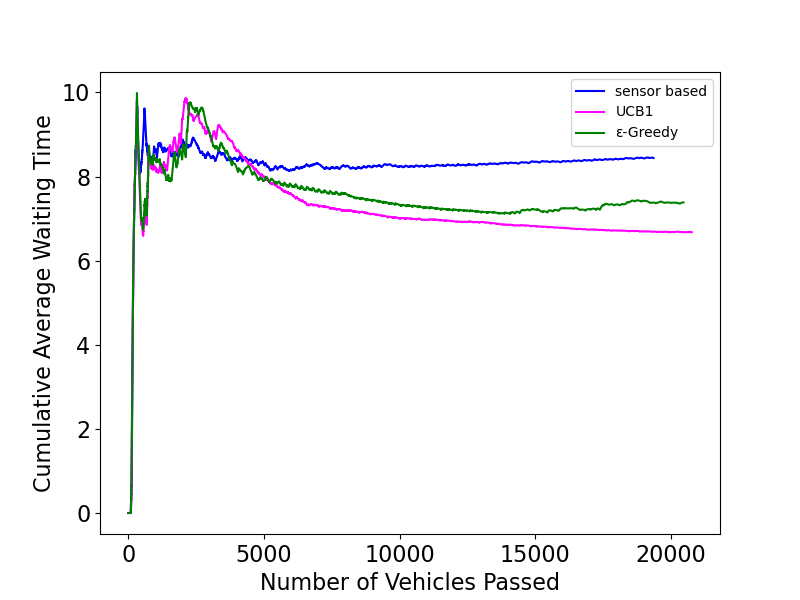 sensor based
UCB1
ε-Greedy
Cumulative Average Waiting Time
10
8
6
4
2
0
0 5000 10000 15000 20000
Number of Vehicles Passed